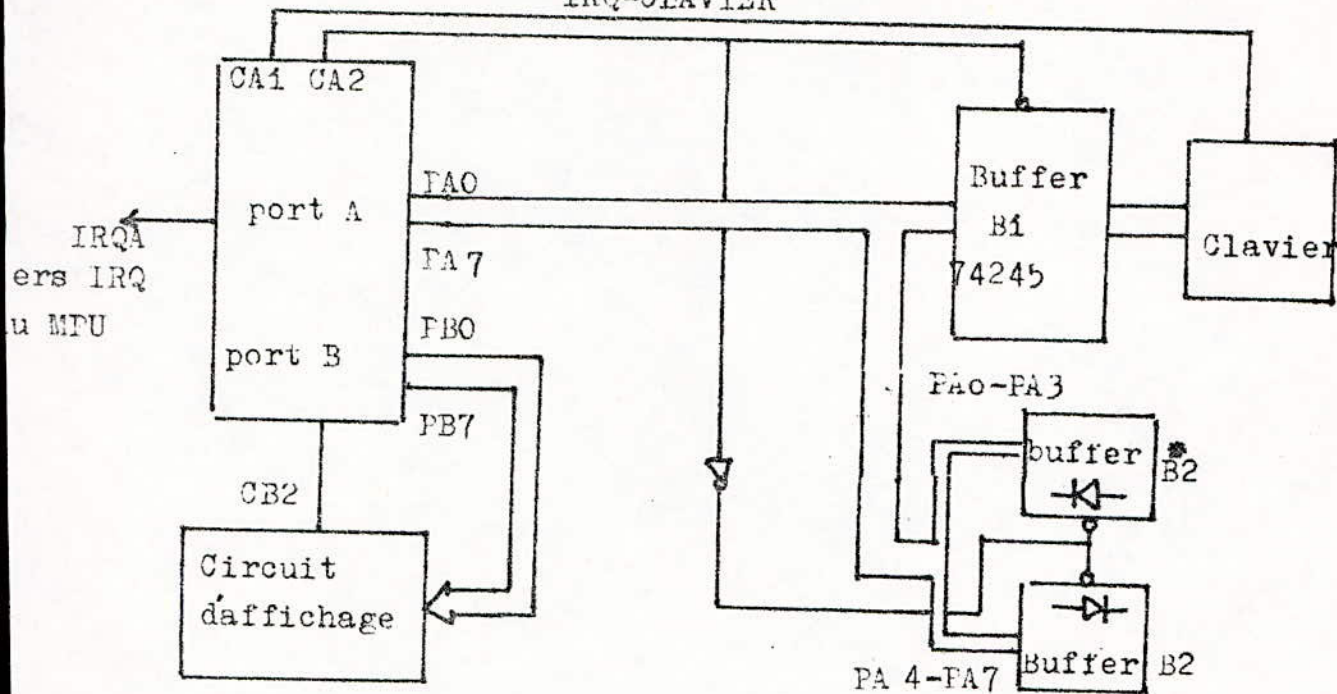 IRQ-CLAVIER
CA1 CA2
port A
IRQA
ers IRQ
u MPU
port B
PA0
PA7
PB0
PB7
CB2
Circuit
d'affichage
Buffer
B1
74245
Clavier
PAo-PA3
buffer B2
PA 4-PA7
Buffer B2